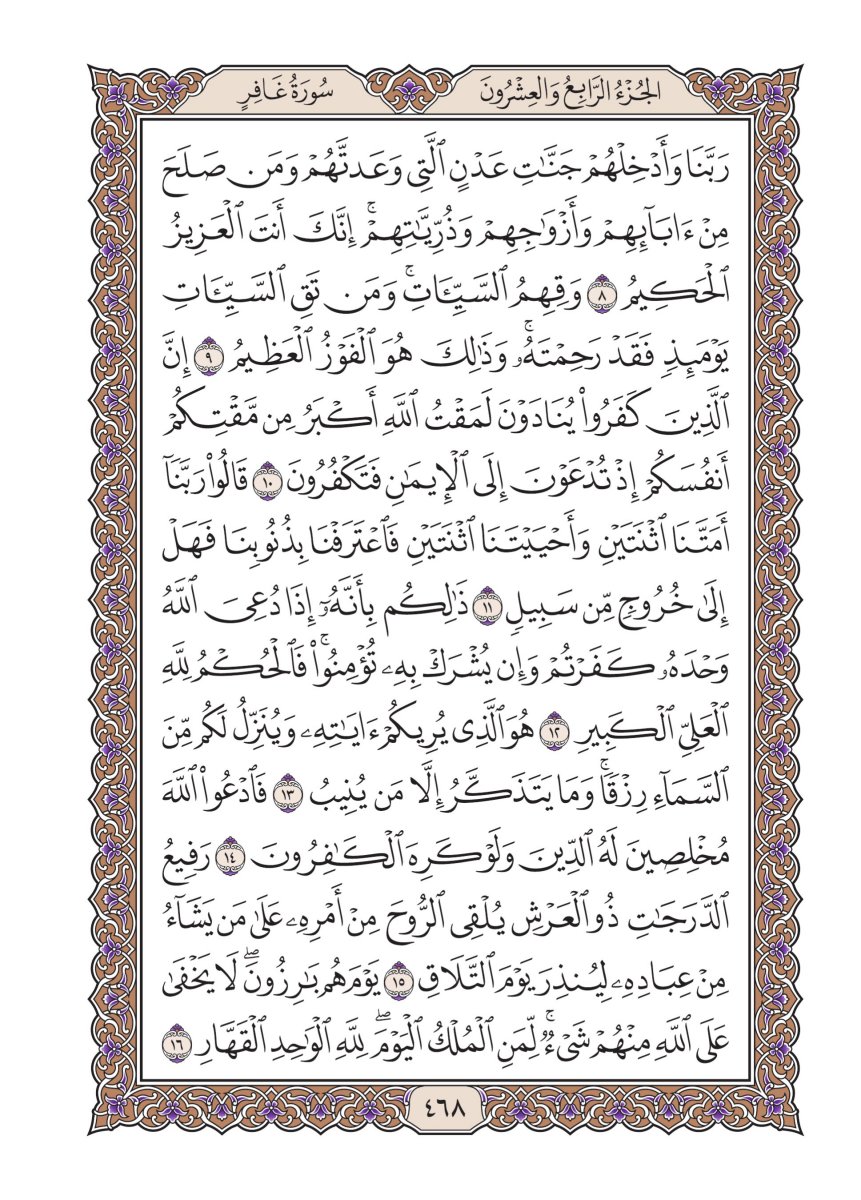 الجُزْءُ الرَّابِعُ وَالعِشْرُونَ
سُورَةُ غَافِرٍ
رَبَّنَا وَأَدْخِلْهُمْ جَنَّٰتِ عَدْنٍ ٱلَّتِي وَعَدتَّهُمْ وَمَن صَلَحَ
مِنْ ءَابَآئِهِمْ وَأَزْوَٰجِهِمْ وَذُرِّيَّٰتِهِمْۚ إِنَّكَ أَنتَ ٱلْعَزِيزُ
ٱلْحَكِيمُ ٨ وَقِهِمُ ٱلسَّيِّـَٔاتِۚ وَمَن تَقِ ٱلسَّيِّـَٔاتِ
يَوْمَئِذٍ فَقَدْ رَحِمْتَهُۥۚ وَذَٰلِكَ هُوَ ٱلْفَوْزُ ٱلْعَظِيمُ ٩ إِنَّ
ٱلَّذِينَ كَفَرُواْ يُنَادَوْنَ لَمَقْتُ ٱللَّهِ أَكْبَرُ مِن مَّقْتِكُمْ
أَنفُسَكُمْ إِذْ تُدْعَوْنَ إِلَى ٱلْإِيمَٰنِ فَتَكْفُرُونَ ١٠ قَالُواْ رَبَّنَآ
أَمَتَّنَا ٱثْنَتَيْنِ وَأَحْيَيْتَنَا ٱثْنَتَيْنِ فَٱعْتَرَفْنَا بِذُنُوبِنَا فَهَلْ
إِلَىٰ خُرُوجٍ مِّن سَبِيلٍ ١١ ذَٰلِكُم بِأَنَّهُۥٓ إِذَا دُعِيَ ٱللَّهُ
وَحْدَهُۥ كَفَرْتُمْ وَإِن يُشْرَكْ بِهِۦ تُؤْمِنُواْۚ فَٱلْحُكْمُ لِلَّهِ
ٱلْعَلِيِّ ٱلْكَبِيرِ ١٢ هُوَ ٱلَّذِي يُرِيكُمْ ءَايَٰتِهِۦ وَيُنَزِّلُ لَكُم مِّنَ
ٱلسَّمَآءِ رِزْقًاۚ وَمَا يَتَذَكَّرُ إِلَّا مَن يُنِيبُ ١٣ فَٱدْعُواْ ٱللَّهَ
مُخْلِصِينَ لَهُ ٱلدِّينَ وَلَوْ كَرِهَ ٱلْكَٰفِرُونَ ١٤ رَفِيعُ
ٱلدَّرَجَٰتِ ذُو ٱلْعَرْشِ يُلْقِي ٱلرُّوحَ مِنْ أَمْرِهِۦ عَلَىٰ مَن يَشَآءُ
مِنْ عِبَادِهِۦ لِيُنذِرَ يَوْمَ ٱلتَّلَاقِ ١٥ يَوْمَ هُم بَٰرِزُونَۖ لَا يَخْفَىٰ
عَلَى ٱللَّهِ مِنْهُمْ شَيْءٌۚ لِّمَنِ ٱلْمُلْكُ ٱلْيَوْمَۖ لِلَّهِ ٱلْوَٰحِدِ ٱلْقَهَّارِ ١٦
٤٦٨